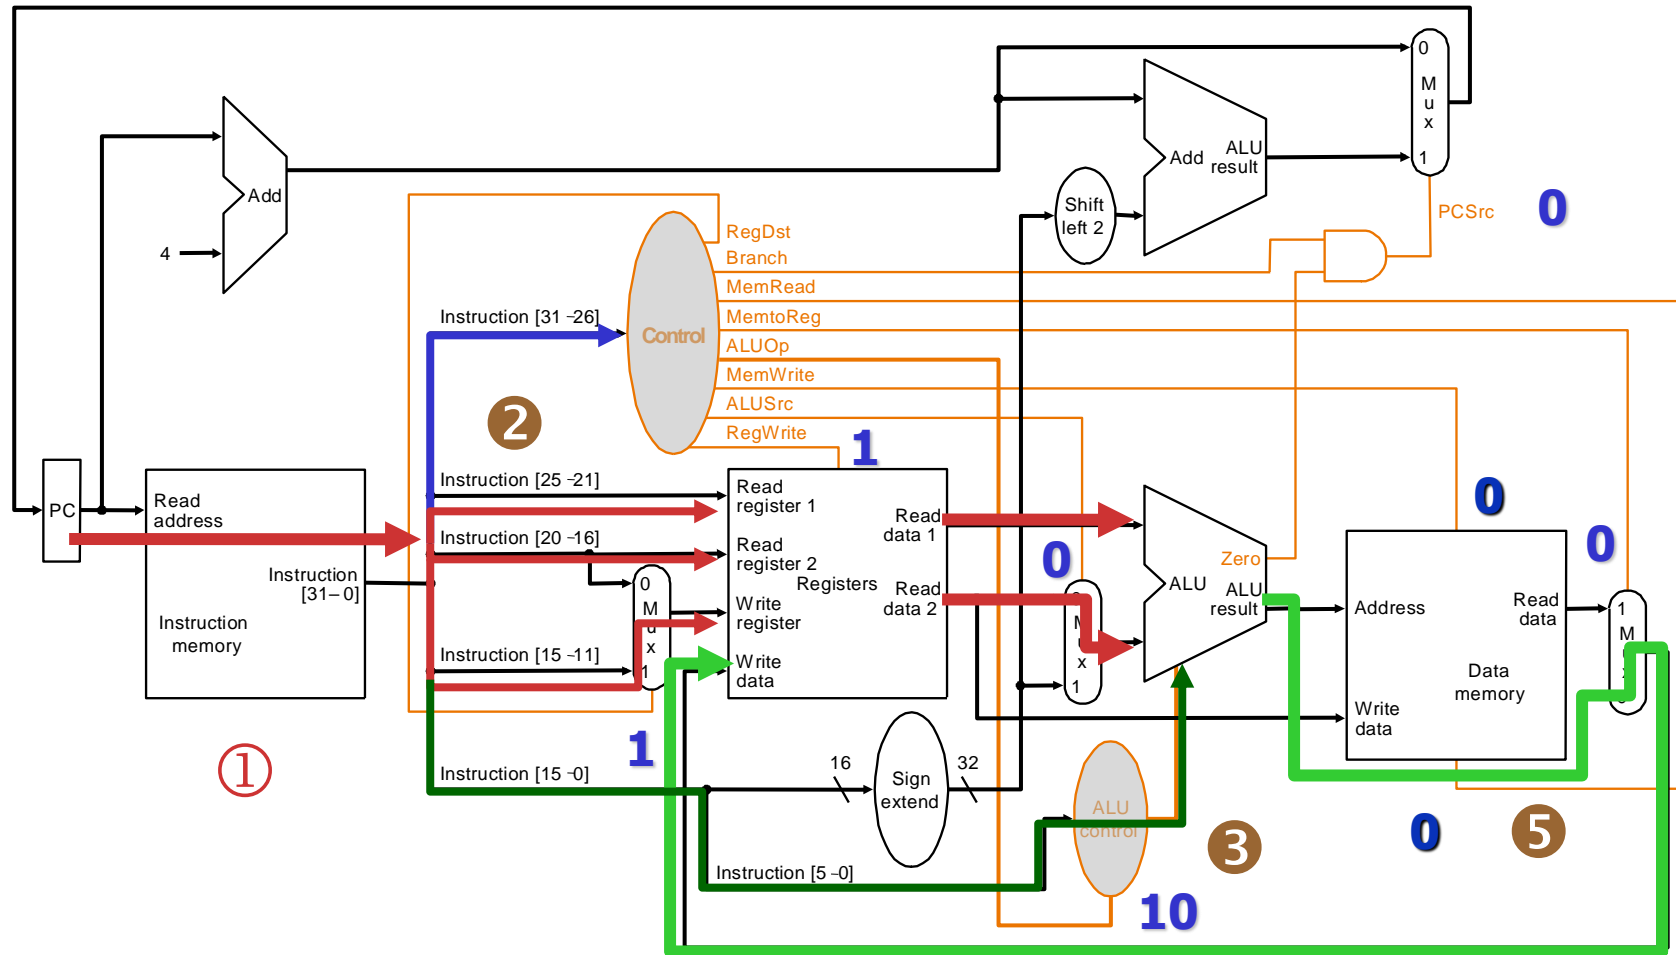 0
M
u
x
1
Add
ALU
result
Shift
left 2
PCSrc
0
Add
4
RegDst
Branch
MemRead
MemtoReg
ALUOp
MemWrite
ALUSrc
RegWrite
Control
Instruction [31–26]
2
1
Instruction [25–21]
Instruction [20–16]
Instruction [15–11]
PC
Read
address
Instruction
[31–0]
Instruction
memory
0
M
u
x
1
Read
register 1
Read
register 2
Write
register
Write
data
Registers
Read
data 1
Read
data 2
0
M
x
1
Zero
ALU
ALU
result
0
0
Address
Read
data
Data
memory
Write
data
1
M
1
1
Instruction [15–0]
16
Sign
extend
32
ALU
control
3
0
5
Instruction [5–0]
10